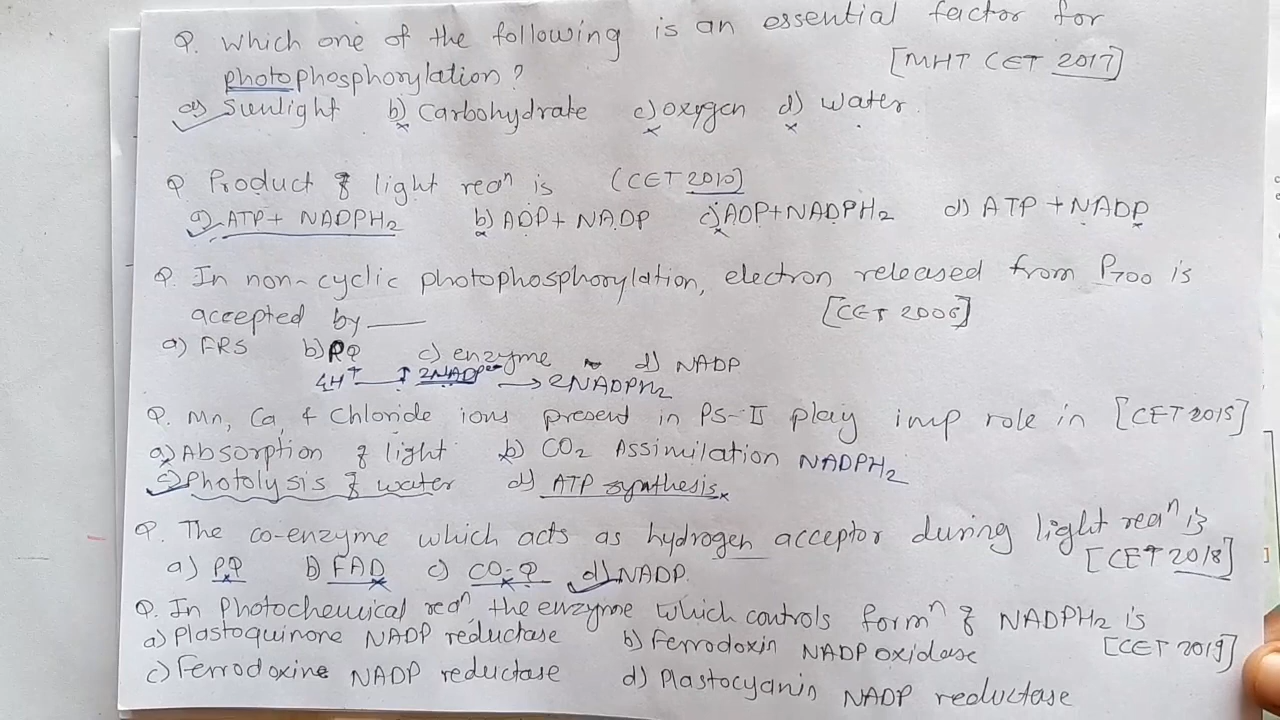 Q. Which one of the following is an essential factor for
photophosphorylation? [MHT CET 2017]
a) Sunlight b) Carbohydrate c) oxygen d) water.
Q Product of light reaⁿ is (CET 2010)
a) ATP + NADPH₂ b) ADP + NADP c) ADP + NADPH₂ d) ATP + NADP
Q. In non-cyclic photophosphorylation, electron released from P700 is
accepted by — [CET 2006]
a) FRS b) PQ c) enzyme d) NADP
4H⁺ → 2NADP → 2NADPH₂
Q. Mn, Ca, & Chloride ions present in PS-II play imp role in [CET 2015]
a) Absorption of light b) CO₂ Assimilation NADPH₂
c) Photolysis of water d) ATP synthesis
Q. The co-enzyme which acts as hydrogen acceptor during light reaⁿ is
[CET 2018]
a) PQ b) FAD c) CO-Q d) NADP.
Q. In Photochemical reaⁿ, the enzyme which controls formⁿ of NADPH₂ is
a) Plastoquinone NADP reductase b) Ferrodoxin NADP oxidase [CET 2019]
c) Ferrodoxine NADP reductase d) Plastocyanin NADP reductase